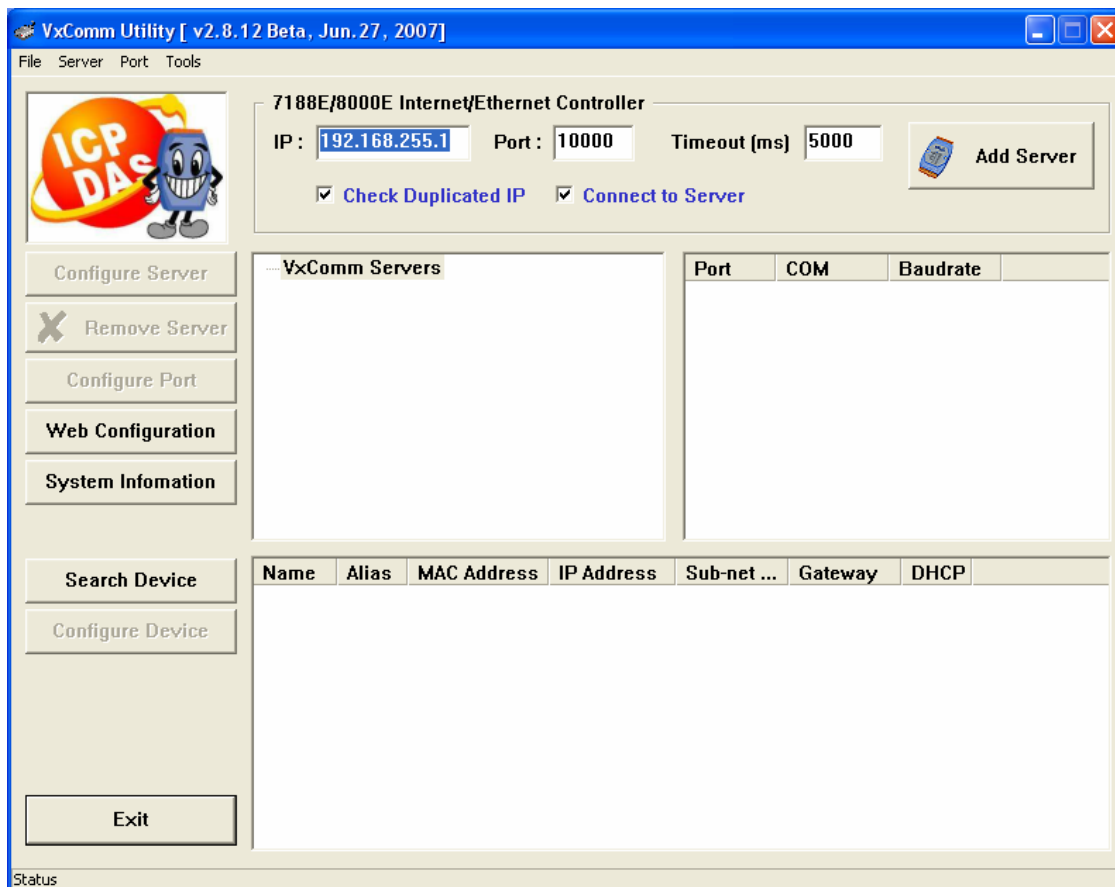 VxComm Utility [ v2.8.12 Beta, Jun.27, 2007]
File Server Port Tools
ICP
DAS
7188E/8000E Internet/Ethernet Controller
IP : 192.168.255.1 Port : 10000 Timeout (ms) 5000
Add Server
Check Duplicated IP Connect to Server
Configure Server
Remove Server
Configure Port
Web Configuration
System Infomation
VxComm Servers
Port COM Baudrate
Search Device
Configure Device
Name Alias MAC Address IP Address Sub-net ... Gateway DHCP
Exit
Status